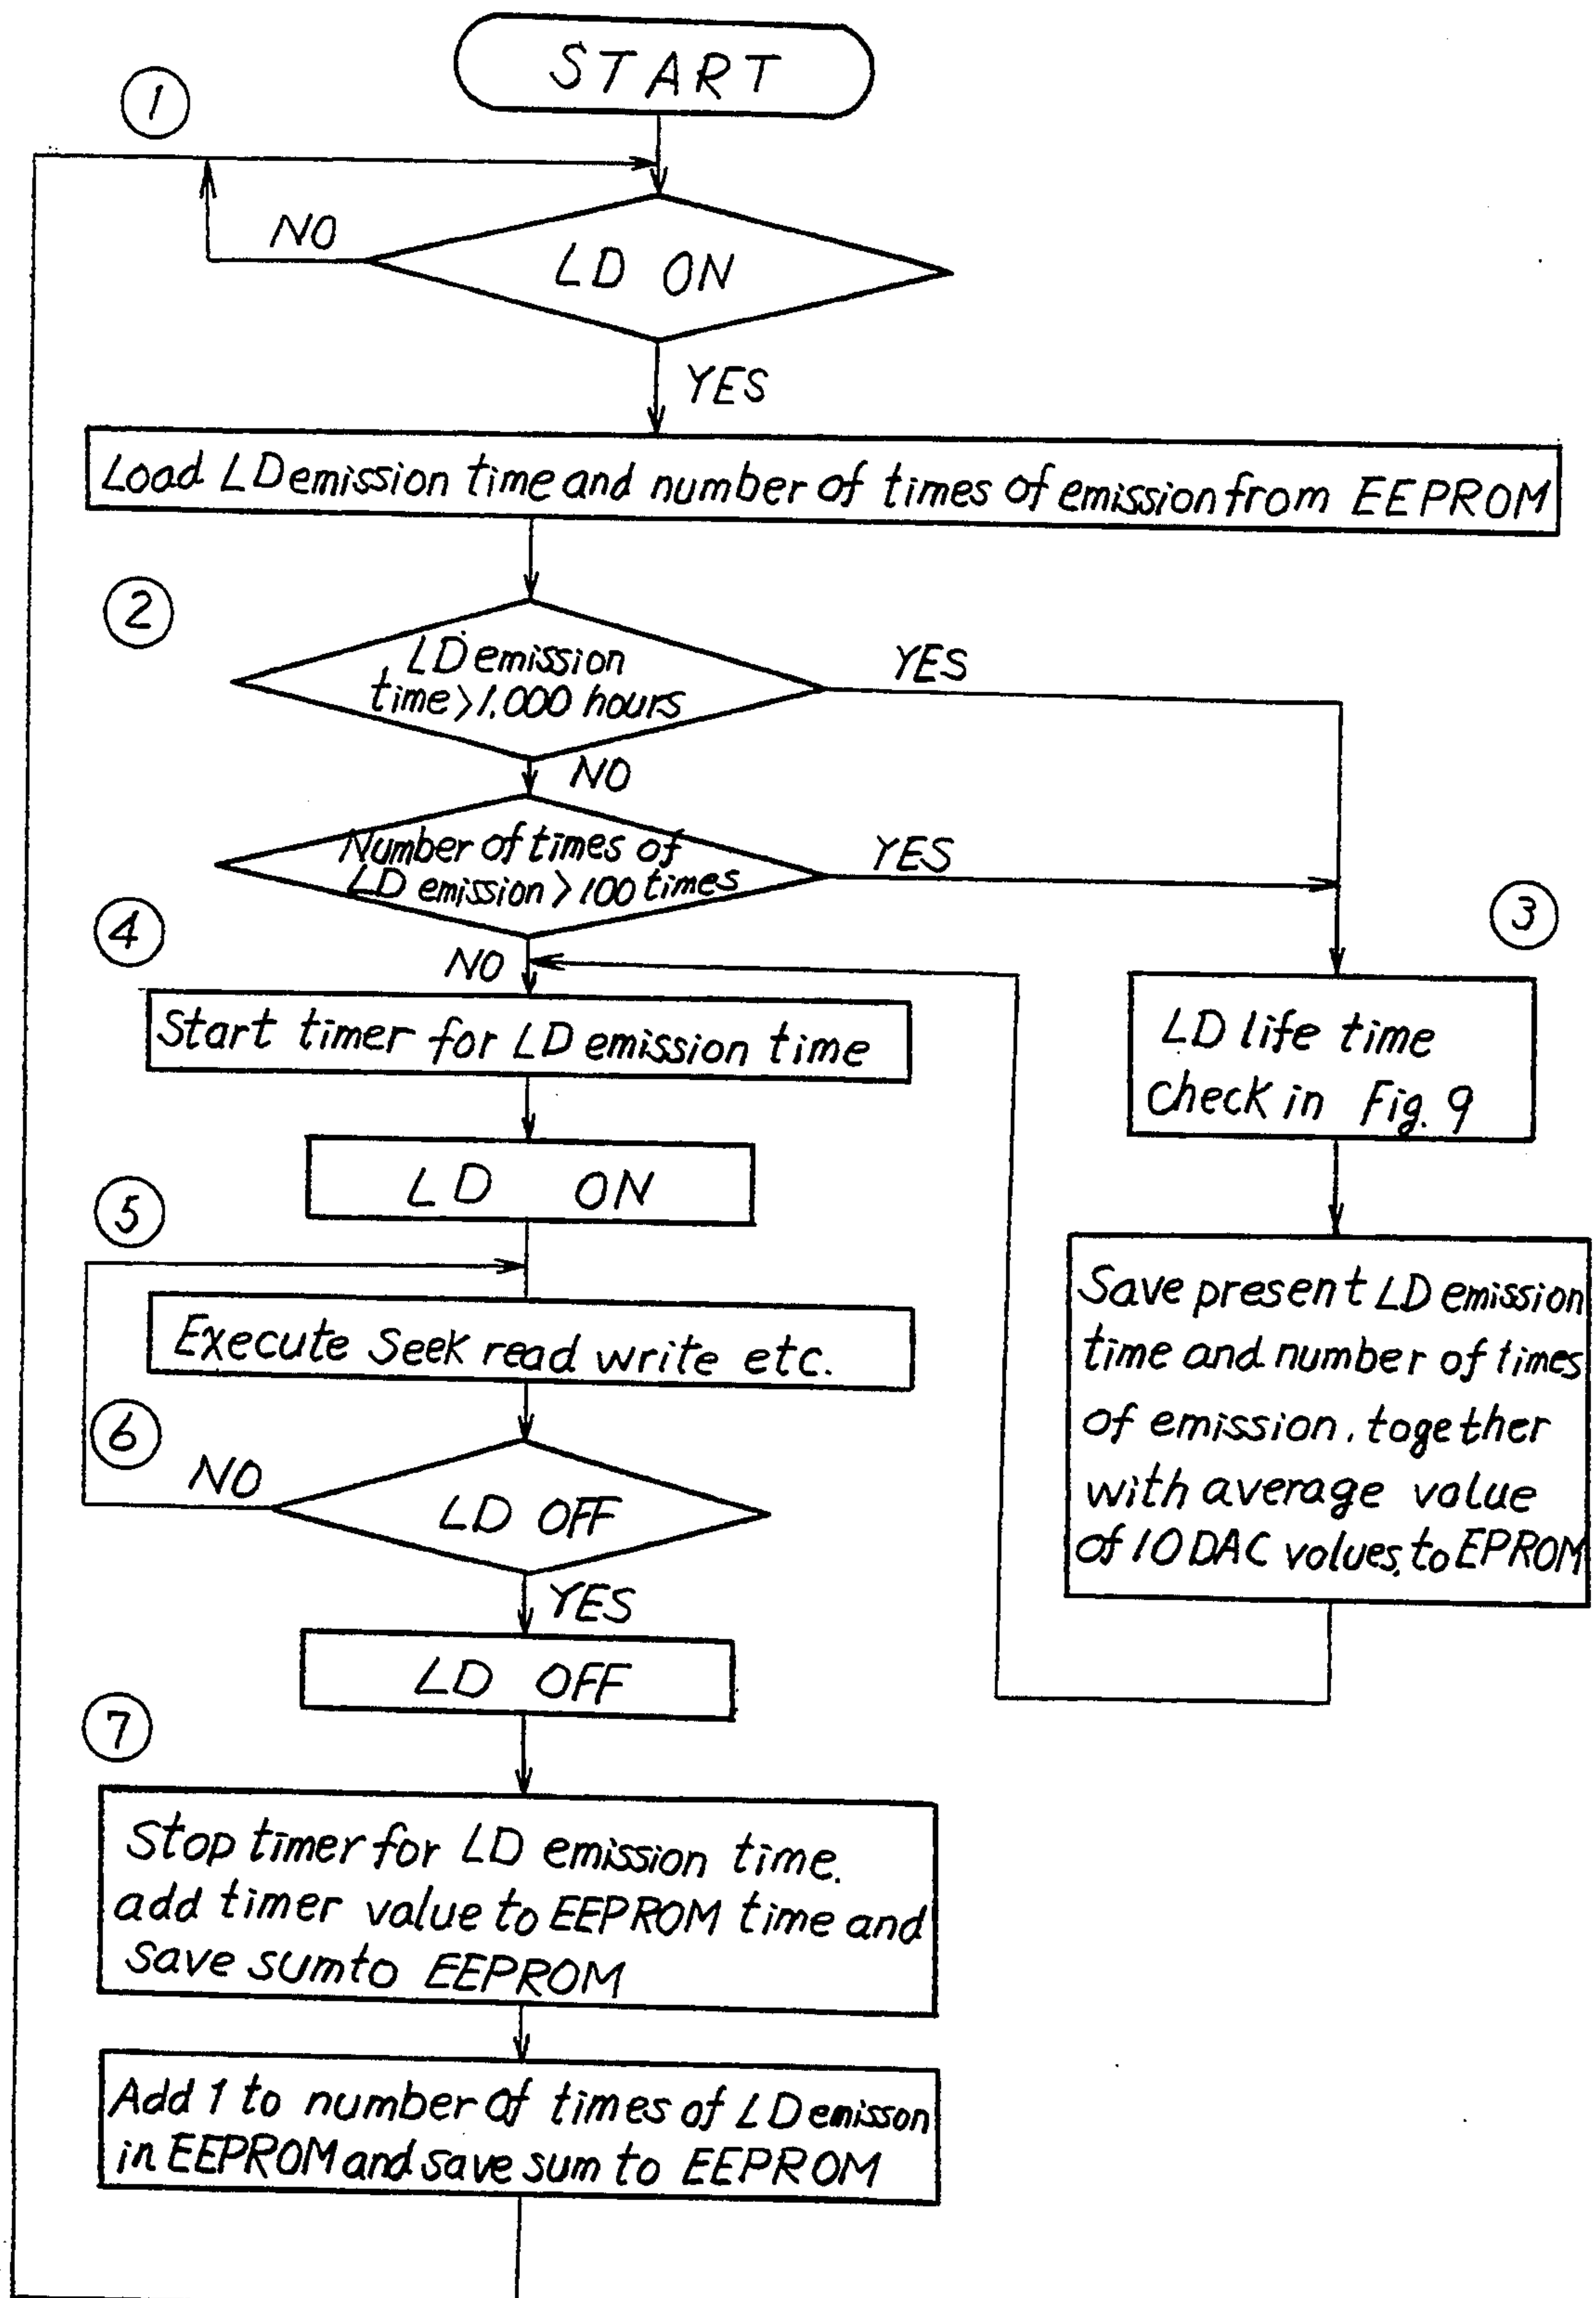 START
①
NO
LD ON
YES
Load LD emission time and number of times of emission from EEPROM
②
LD emission
time>1.000 hours
YES
NO
Number of times of
LD emission>100 times
YES
③
④
NO
Start timer for LD emission time
LD life time
check in Fig. 9
LD ON
⑤
Execute Seek read write etc.
Save present LD emission
time and number of times
of emission. together
with average value
of 10 DAC values, to EPROM
⑥
NO
LD OFF
YES
LD OFF
⑦
Stop timer for LD emission time.
add timer value to EEPROM time and
save sum to EEPROM
Add 1 to number of times of LD emisson
in EEPROM and save sum to EEPROM